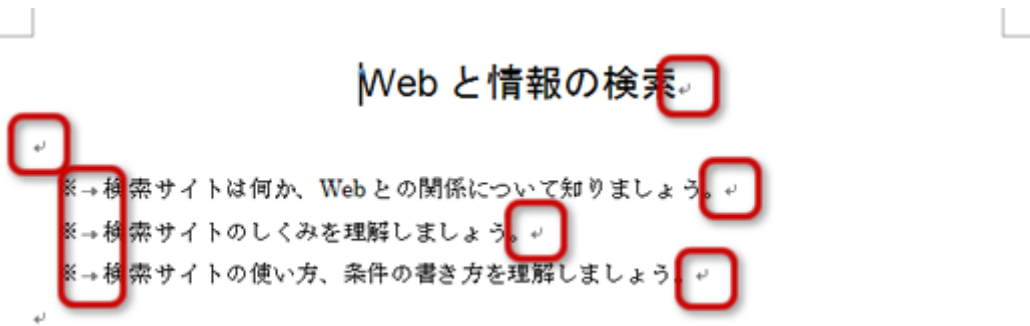 Webと情報の検索↵
↵
※→検索サイトは何か、Webとの関係について知りましょう。↵
※→検索サイトのしくみを理解しましょう。↵
※→検索サイトの使い方、条件の書き方を理解しましょう。↵
↵